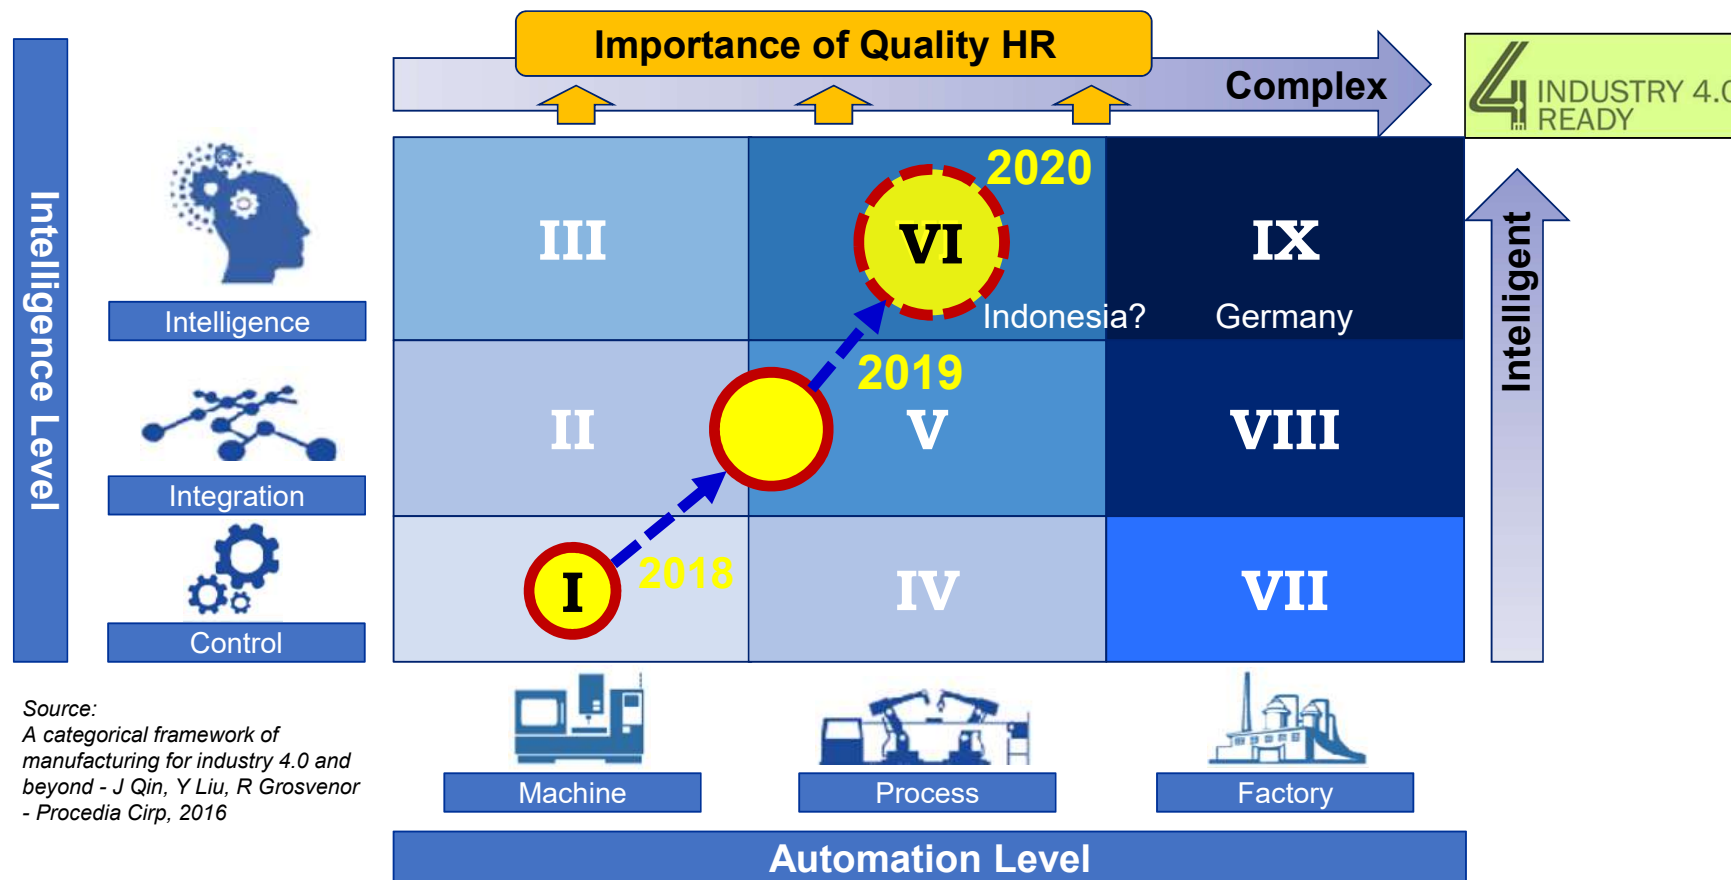 Importance of Quality HR
Complex
4 INDUSTRY 4.0
READY
Intelligence Level
Intelligence
Integration
Control
III
VI
2020
IX
Indonesia?
Germany
II
2019
V
VIII
I
2018
IV
VII
Intelligent
Source:
A categorical framework of
manufacturing for industry 4.0 and
beyond - J Qin, Y Liu, R Grosvenor
- Procedia Cirp, 2016
Machine
Process
Factory
Automation Level